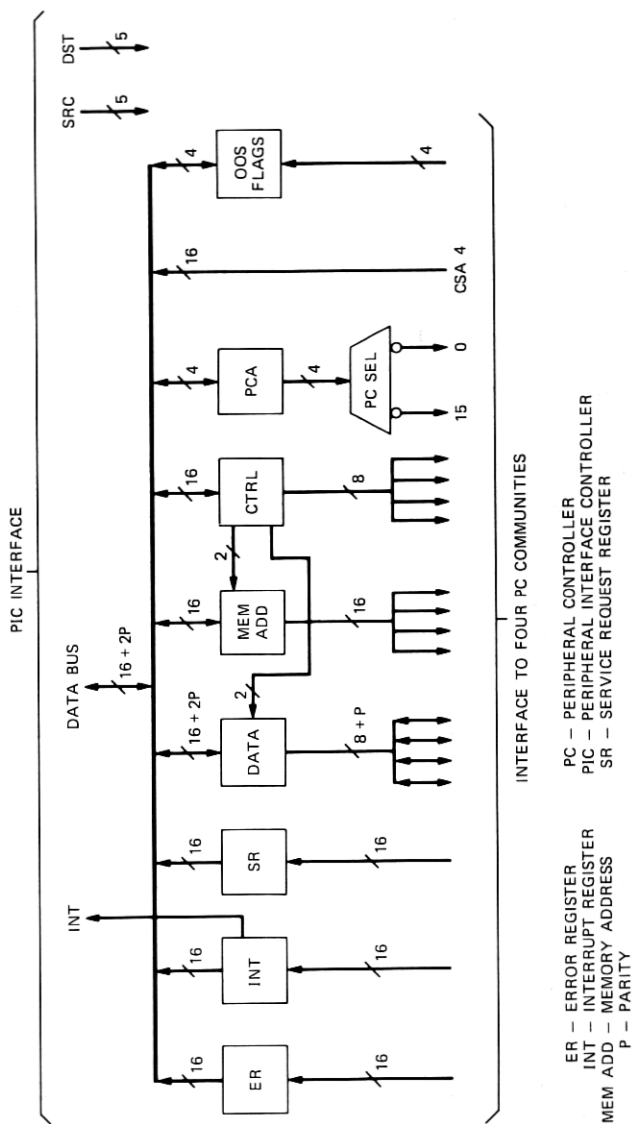 PIC INTERFACE
INT
DATA BUS
SRC
DST
16 + 2P
5
5
16
16
16
16 + 2P
16
16
4
16
4
ER
INT
SR
DATA
2
MEM
ADD
2
CTRL
PCA
OOS
FLAGS
16
16
16
8 + P
16
8
4
PC SEL
15
0
CSA 4
4
INTERFACE TO FOUR PC COMMUNITIES
ER – ERROR REGISTER
INT – INTERRUPT REGISTER
MEM ADD – MEMORY ADDRESS
P – PARITY
PC – PERIPHERAL CONTROLLER
PIC – PERIPHERAL INTERFACE CONTROLLER
SR – SERVICE REQUEST REGISTER